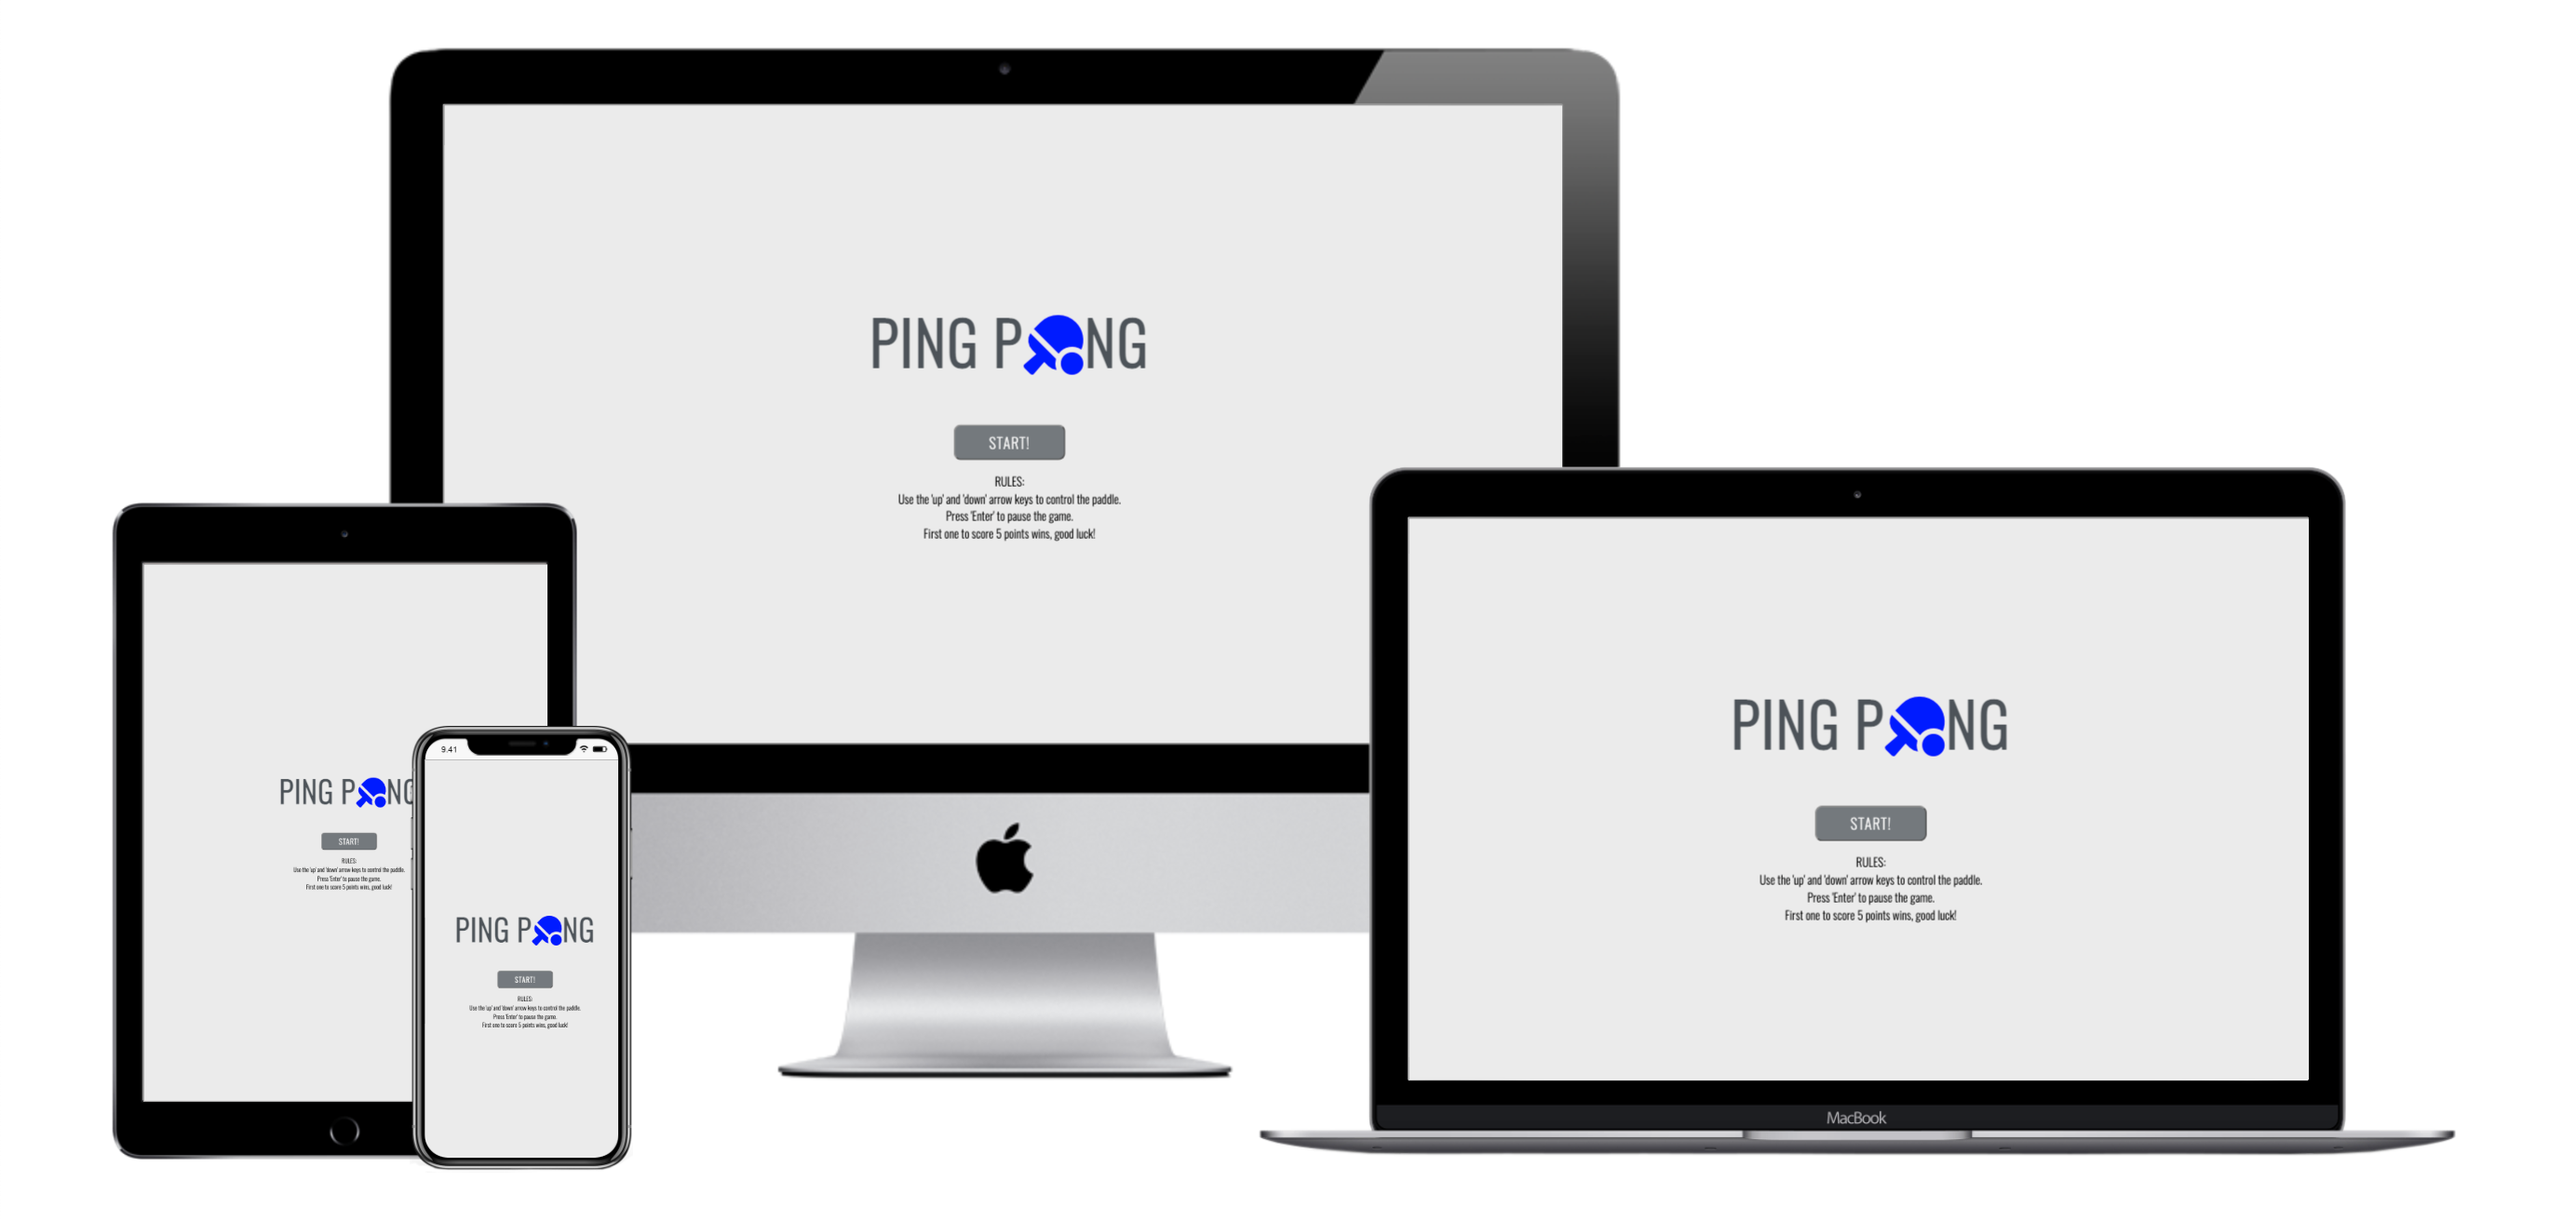 PING P NG
START!
RULES:
Use the 'up' and 'down' arrow keys to control the paddle.
Press 'Enter' to pause the game.
First one to score 5 points wins, good luck!
PING P NG
START!
RULES:
Use the 'up' and 'down' arrow keys to control the paddle.
Press 'Enter' to pause the game.
First one to score 5 points wins, good luck!
MacBook
PING P NG
START!
RULES:
Use the 'up' and 'down' arrow keys to control the paddle.
Press 'Enter' to pause the game.
First one to score 5 points wins, good luck!
9.41
PING P NG
START!
RULES:
Use the 'up' and 'down' arrow keys to control the paddle.
Press 'Enter' to pause the game.
First one to score 5 points wins, good luck!